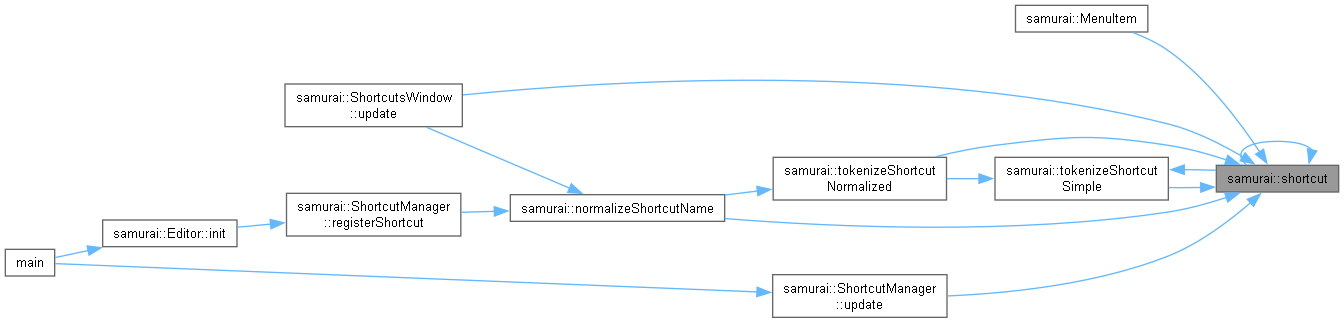 samurai::MenuItem
samurai::ShortcutsWindow
::update
samurai::tokenizeShortcut
Normalized
samurai::tokenizeShortcut
Simple
samurai::shortcut
samurai::ShortcutManager
::registerShortcut
samurai::normalizeShortcutName
samurai::Editor::init
main
samurai::ShortcutManager
::update